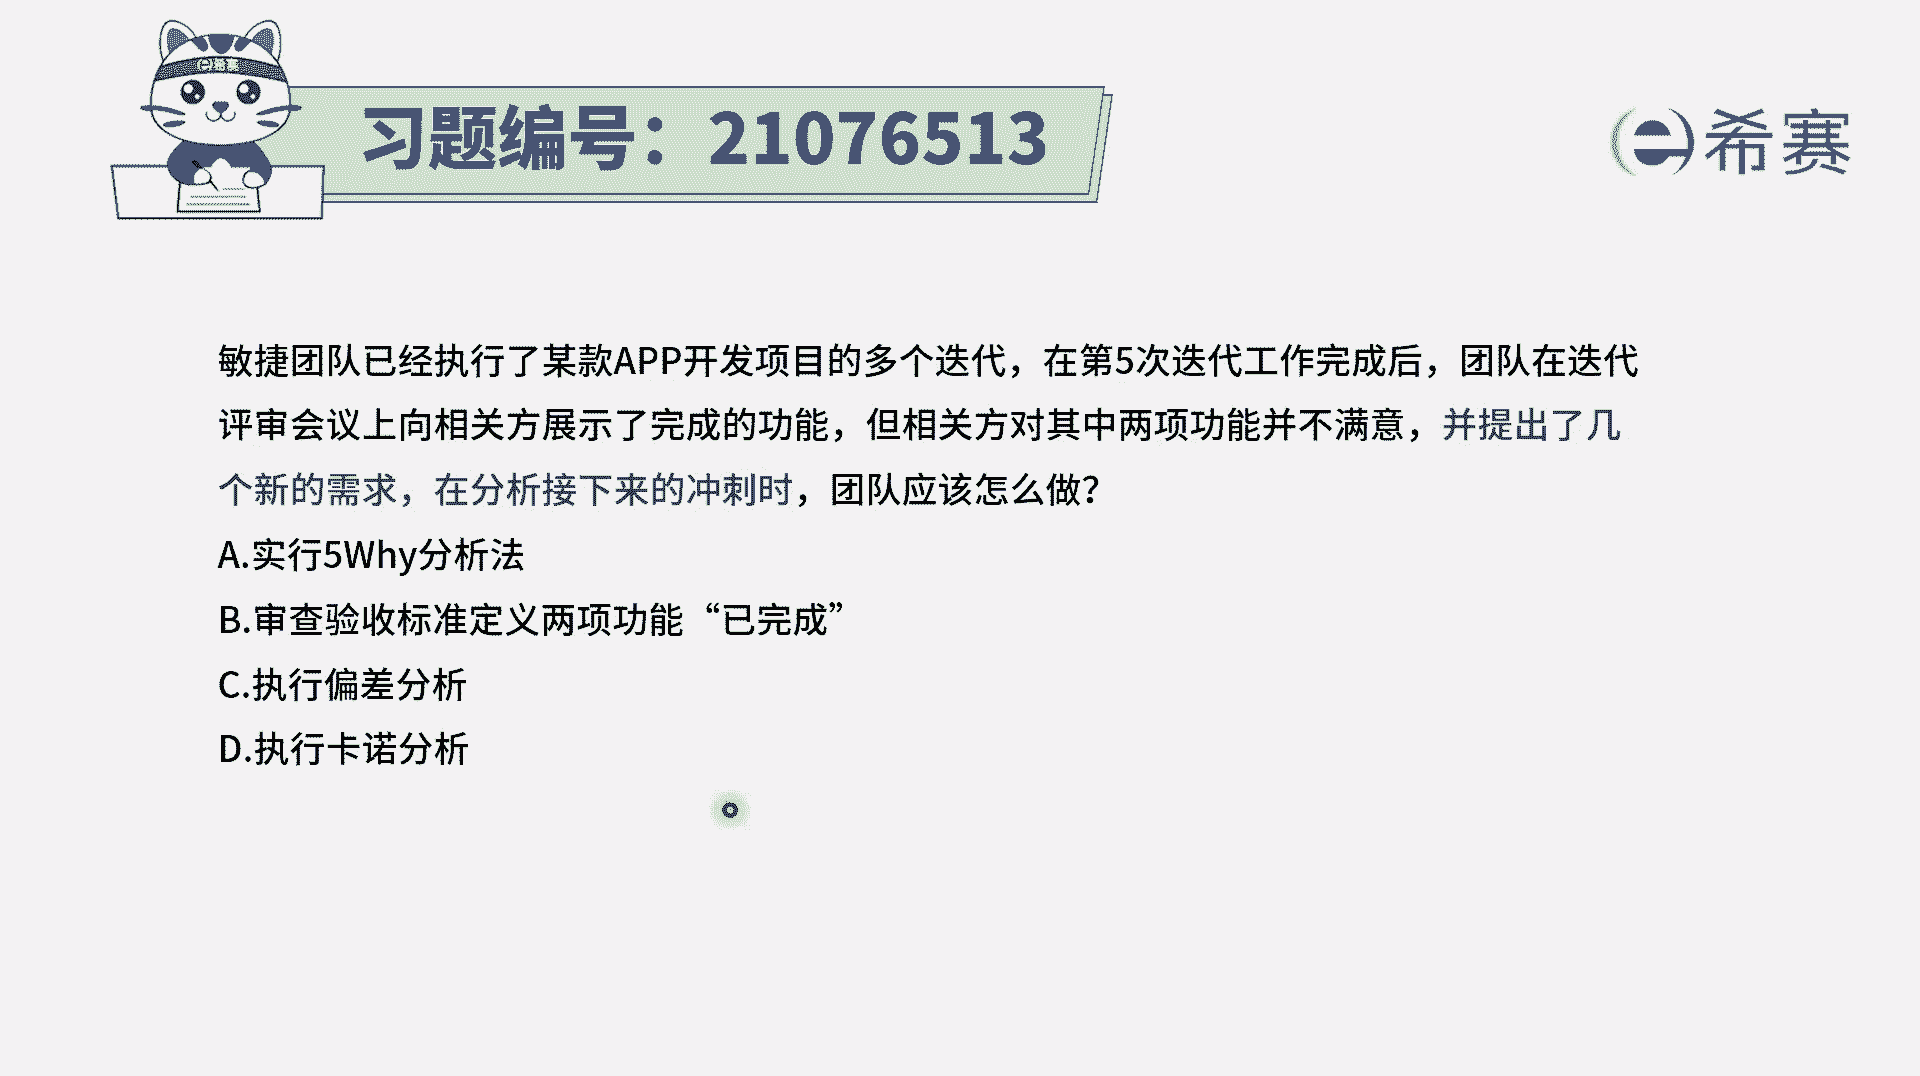 希赛
习题编号：21076513
希赛
敏捷团队已经执行了某款APP开发项目的多个迭代，在第5次迭代工作完成后，团队在迭代
评审会议上向相关方展示了完成的功能，但相关方对其中两项功能并不满意，并提出了几
个新的需求，在分析接下来的冲刺时，团队应该怎么做？
A.实行5Why分析法
B.审查验收标准定义两项功能“已完成”
C.执行偏差分析
D.执行卡诺分析